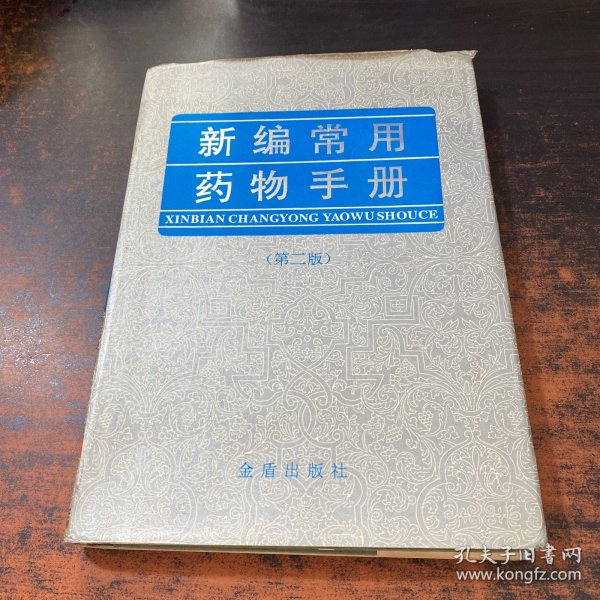 新编常用
药物手册
XINBIAN CHANGYONG YAOWU SHOUCE
(第二版)
金盾出版社
孔夫子旧书网
www.kongfz.com